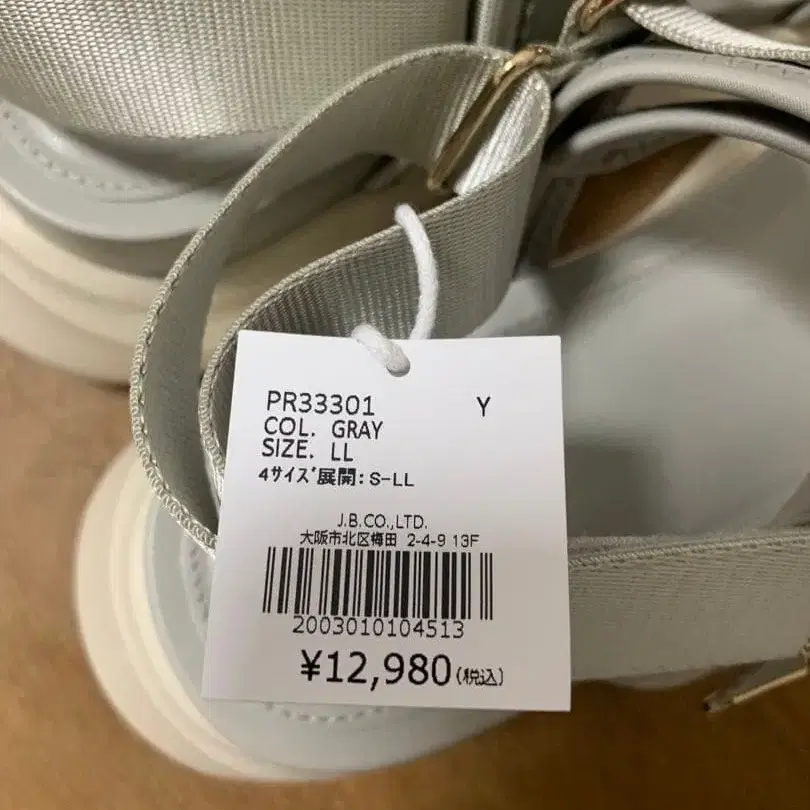 PR33301 Y
COL. GRAY
SIZE. LL
4ｻｲｽﾞ展開: S-LL
J.B.CO.,LTD.
大阪市北区梅田 2-4-9 13F
2003010104513
¥12,980(税込)